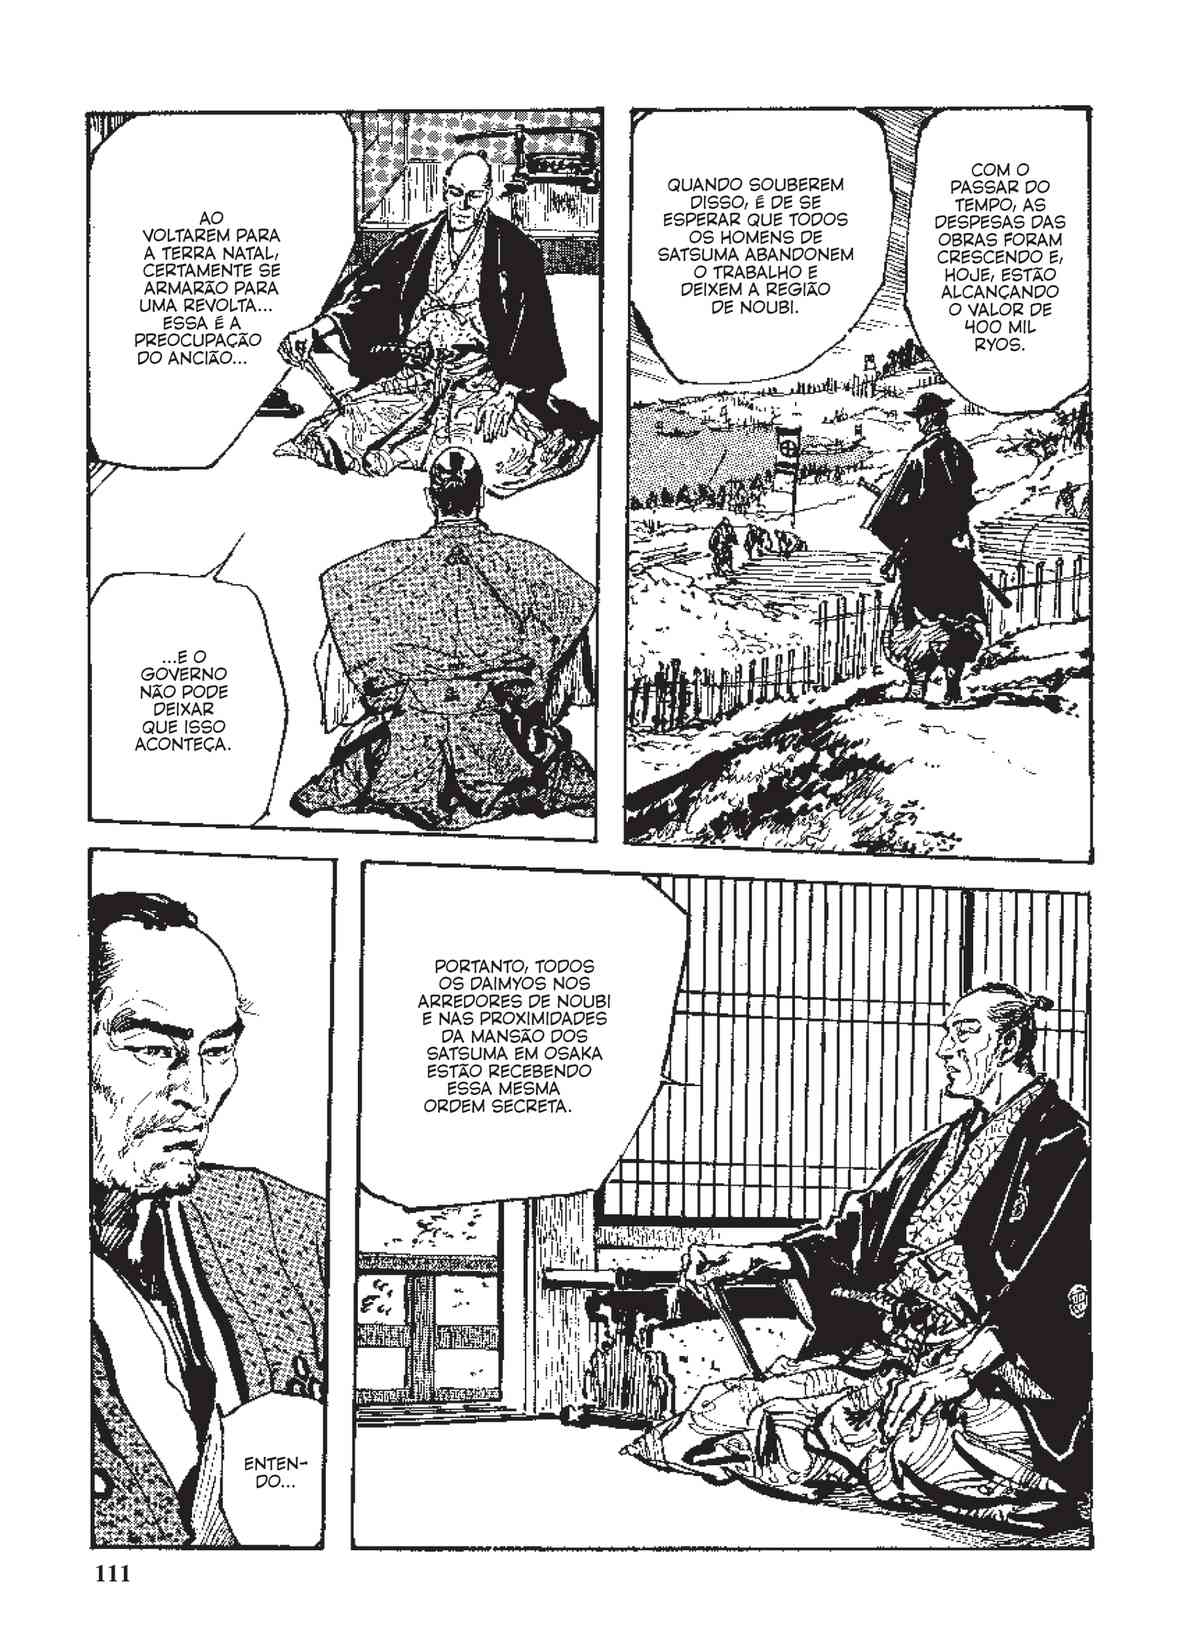 COM O
PASSAR DO
TEMPO, AS
DESPESAS DAS
OBRAS FORAM
CRESCENDO E,
HOJE, ESTÃO
ALCANÇANDO
O VALOR DE
400 MIL
RYOS.
QUANDO SOUBEREM
DISSO, É DE SE
ESPERAR QUE TODOS
OS HOMENS DE
SATSUMA ABANDONEM
O TRABALHO E
DEIXEM A REGIÃO
DE NOUBI.
AO
VOLTAREM PARA
A TERRA NATAL,
CERTAMENTE SE
ARMARÃO PARA
UMA REVOLTA...
ESSA É A
PREOCUPAÇÃO
DO ANCIÃO...
...E O
GOVERNO
NÃO PODE
DEIXAR
QUE ISSO
ACONTEÇA.
PORTANTO, TODOS
OS DAIMYOS NOS
ARREDORES DE NOUBI
E NAS PROXIMIDADES
DA MANSÃO DOS
SATSUMA EM OSAKA
ESTÃO RECEBENDO
ESSA MESMA
ORDEM SECRETA.
ENTEN-
DO...
111